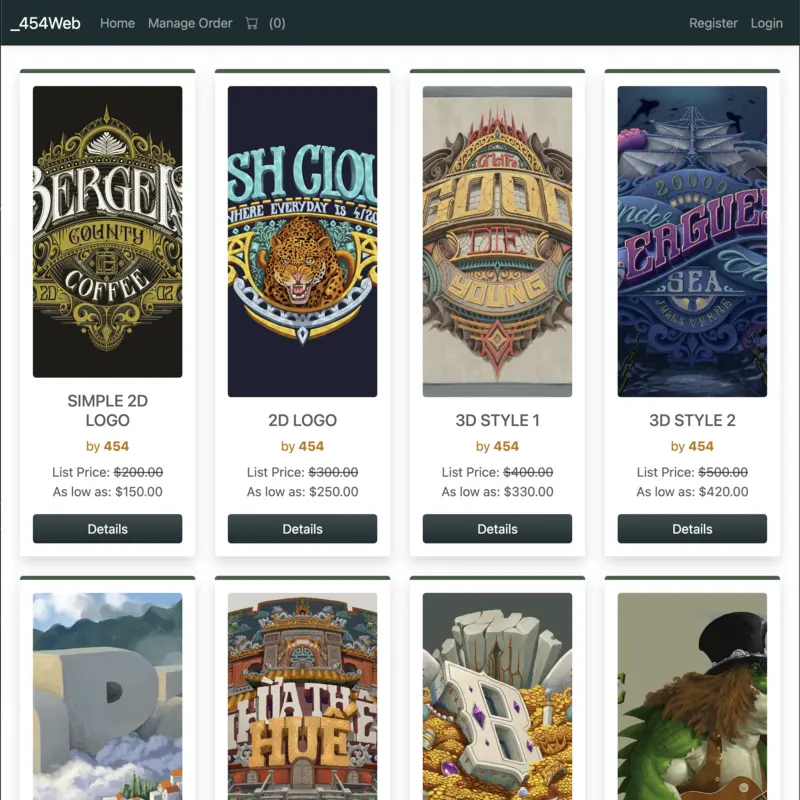 _454Web Home Manage Order (0) Register Login
BERGEN
COUNTY
B
COFFEE
20 02
SH CLOU
WHERE EVERYDAY IS 4/20
THE
GOOD
DIE
YOUNG
20000
EAGUES
SEA
JULES VERNE
SIMPLE 2D
LOGO
by 454
List Price: $200.00
As low as: $150.00
Details
2D LOGO
by 454
List Price: $300.00
As low as: $250.00
Details
3D STYLE 1
by 454
List Price: $400.00
As low as: $330.00
Details
3D STYLE 2
by 454
List Price: $500.00
As low as: $420.00
Details
P
HUẾ
B